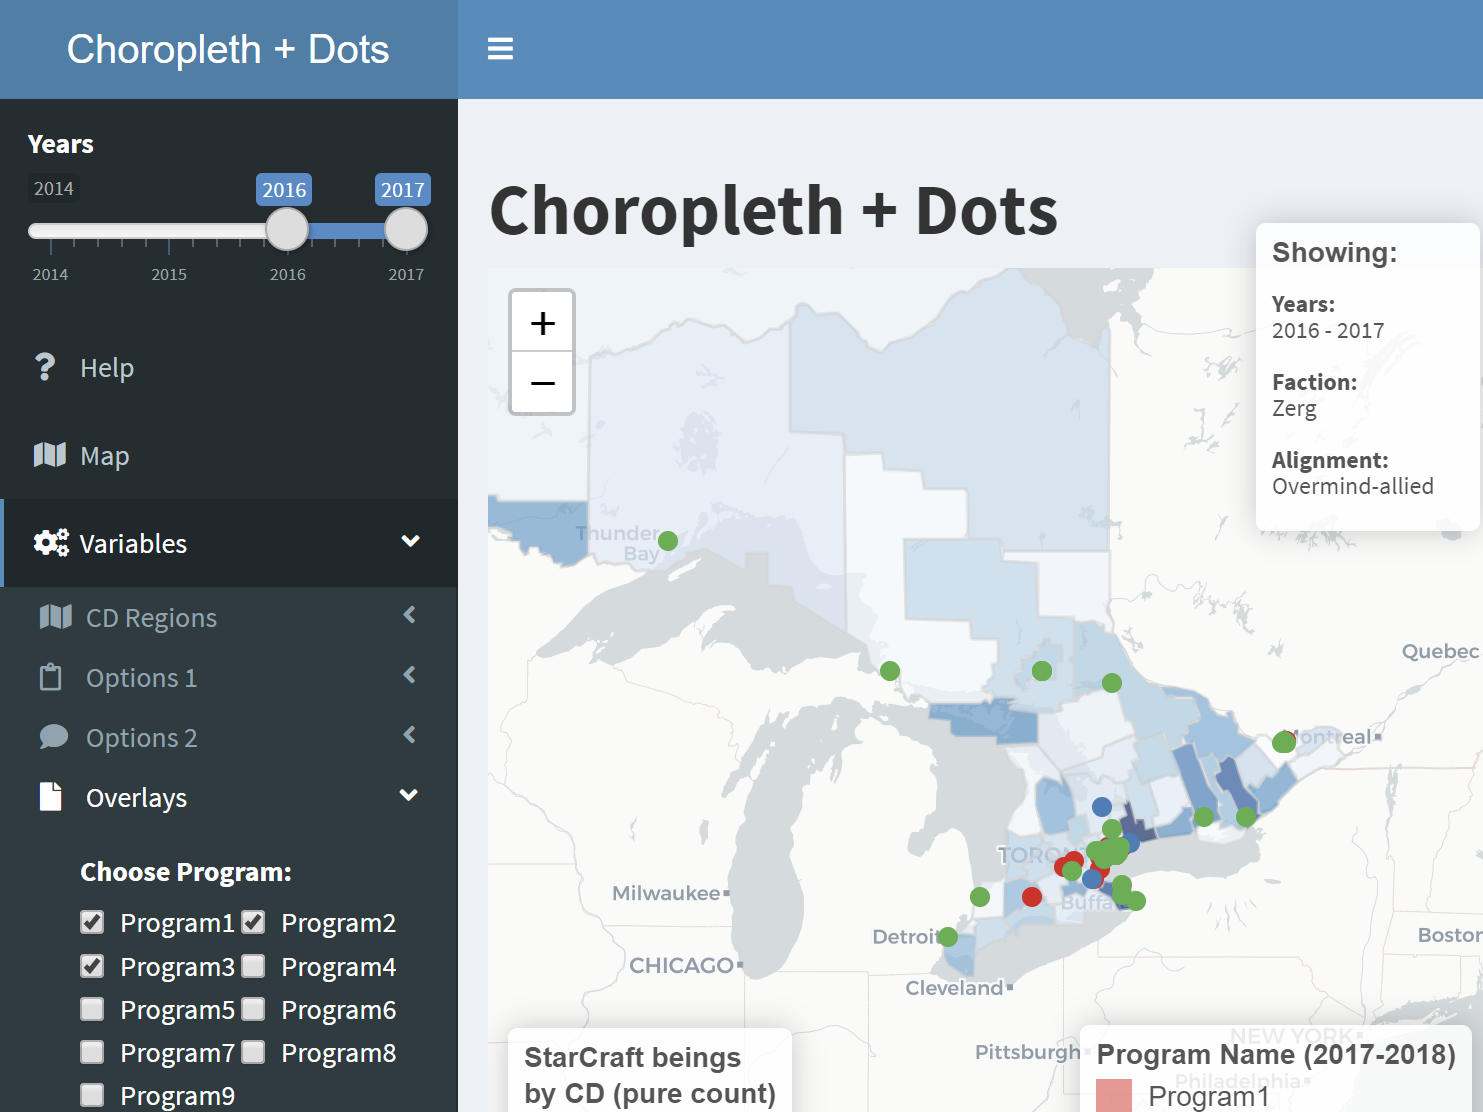 Choropleth + Dots
Years
2014
2016
2017
2014
2015
2016
2017
Help
Map
Variables
CD Regions
Options 1
Options 2
Overlays
Choose Program:
Program1
Program2
Program3
Program4
Program5
Program6
Program7
Program8
Program9
Choropleth + Dots
+
−
Showing:
Years:
2016 - 2017
Faction:
Zerg
Alignment:
Overmind-allied
Thunder
Bay
Quebec
Montreal
TORONTO
Milwaukee
Buffalo
Detroit
Boston
CHICAGO
Cleveland
NEW YORK
Pittsburgh
Philadelphia
StarCraft beings
by CD (pure count)
Program Name (2017-2018)
Program1